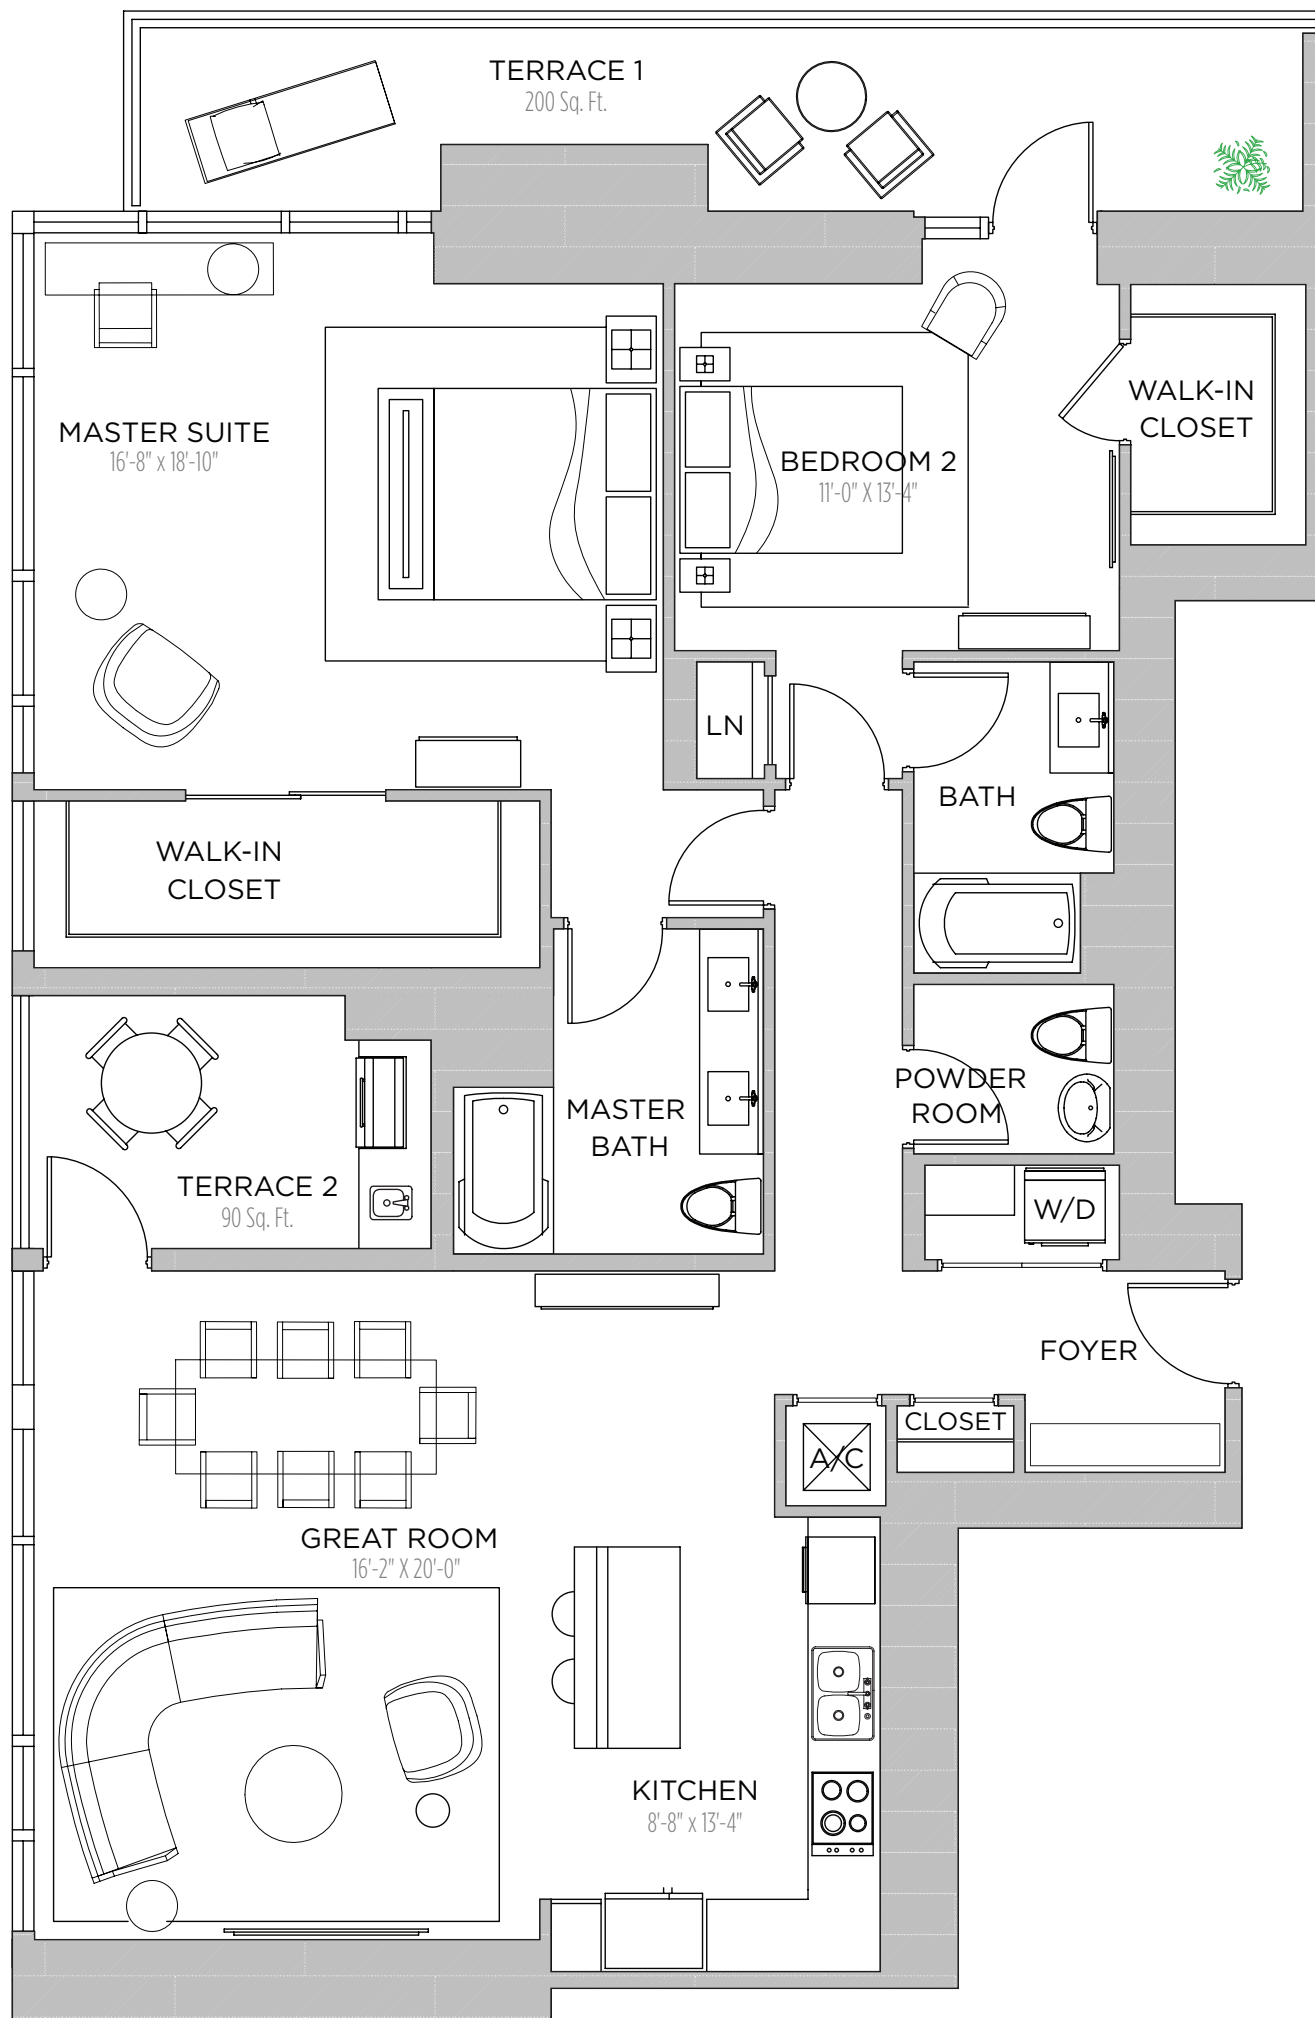 TERRACE 1
200 Sq. Ft.
MASTER SUITE
16'-8" x 18'-10"
BEDROOM 2
11'-0" X 13'-4"
WALK-IN
CLOSET
LN
BATH
WALK-IN
CLOSET
MASTER
BATH
POWDER
ROOM
TERRACE 2
90 Sq. Ft.
W/D
FOYER
CLOSET
A/C
GREAT ROOM
16'-2" X 20'-0"
KITCHEN
8'-8" x 13'-4"